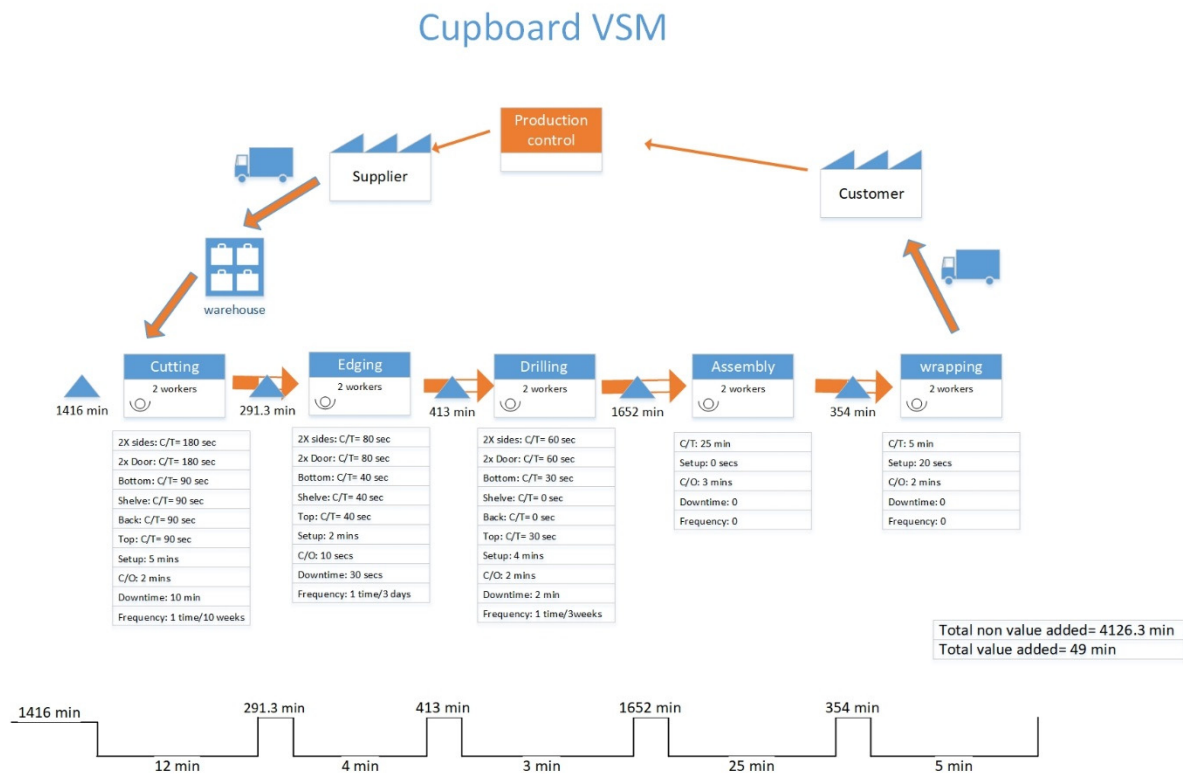 Cupboard VSM
Production
control
Supplier
Customer
warehouse
Cutting
2 workers
Edging
2 workers
Drilling
2 workers
Assembly
2 workers
wrapping
2 workers
1416 min
291.3 min
413 min
1652 min
354 min
2X sides: C/T= 180 sec
2x Door: C/T= 180 sec
Bottom: C/T= 90 sec
Shelve: C/T= 90 sec
Back: C/T= 90 sec
Top: C/T= 90 sec
Setup: 5 mins
C/O: 2 mins
Downtime: 10 min
Frequency: 1 time/10 weeks
2X sides: C/T= 80 sec
2x Door: C/T= 80 sec
Bottom: C/T= 40 sec
Shelve: C/T= 40 sec
Top: C/T= 40 sec
Setup: 2 mins
C/O: 10 secs
Downtime: 30 secs
Frequency: 1 time/3 days
2X sides: C/T= 60 sec
2x Door: C/T= 60 sec
Bottom: C/T= 30 sec
Shelve: C/T= 0 sec
Back: C/T= 0 sec
Top: C/T= 30 sec
Setup: 4 mins
C/O: 2 mins
Downtime: 2 min
Frequency: 1 time/3weeks
C/T: 25 min
Setup: 0 secs
C/O: 3 mins
Downtime: 0
Frequency: 0
C/T: 5 min
Setup: 20 secs
C/O: 2 mins
Downtime: 0
Frequency: 0
Total non value added= 4126.3 min
Total value added= 49 min
1416 min
291.3 min
413 min
1652 min
354 min
12 min
4 min
3 min
25 min
5 min